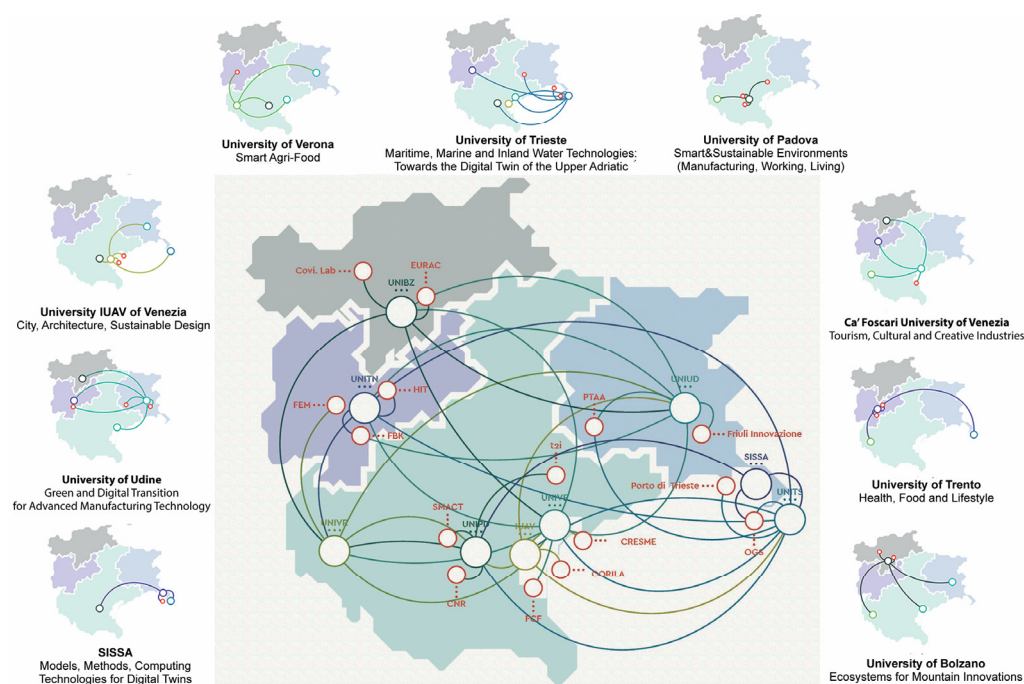 University of Verona
Smart Agri-Food
University of Trieste
Maritime, Marine and Inland Water Technologies:
Towards the Digital Twin of the Upper Adriatic
University of Padova
Smart&Sustainable Environments
(Manufacturing, Working, Living)
University IUAV of Venezia
City, Architecture, Sustainable Design
Ca' Foscari University of Venezia
Tourism, Cultural and Creative Industries
University of Udine
Green and Digital Transition
for Advanced Manufacturing Technology
University of Trento
Health, Food and Lifestyle
SISSA
Models, Methods, Computing
Technologies for Digital Twins
University of Bolzano
Ecosystems for Mountain Innovations
Covi. Lab
EURAC
UNIBZ
UNITN
HIT
FEM
FBK
UNIUD
PTAA
Friuli Innovazione
t2i
SISSA
Porto di Trieste
UNITS
OGS
SMACT
UNIVE
UNIVR
UNIPD
IUAV
CRESME
CORILA
CNR
PCF